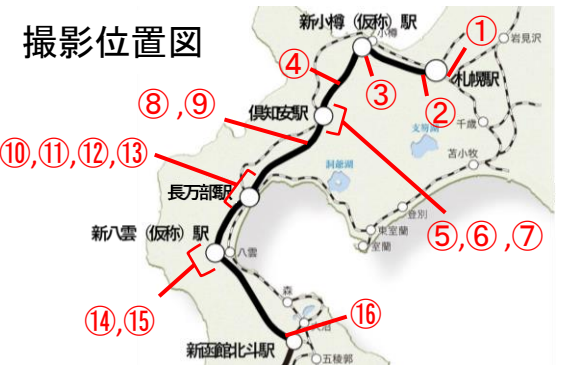 撮影位置図
新小樽（仮称）駅
小樽
①
岩見沢
④
札幌駅
③
②
⑧,⑨
倶知安駅
支笏湖
千歳
⑩,⑪,⑫,⑬
苫小牧
洞爺湖
長万部駅
登別
東室蘭
⑤,⑥,⑦
室蘭
新八雲（仮称）駅
八雲
森
⑭,⑮
⑯
大沼
新函館北斗駅
五稜郭